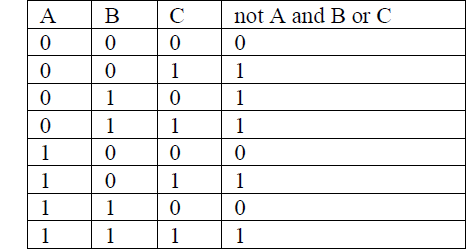 A B C not A and B or C
0 0 0 0
0 0 1 1
0 1 0 1
0 1 1 1
1 0 0 0
1 0 1 1
1 1 0 0
1 1 1 1